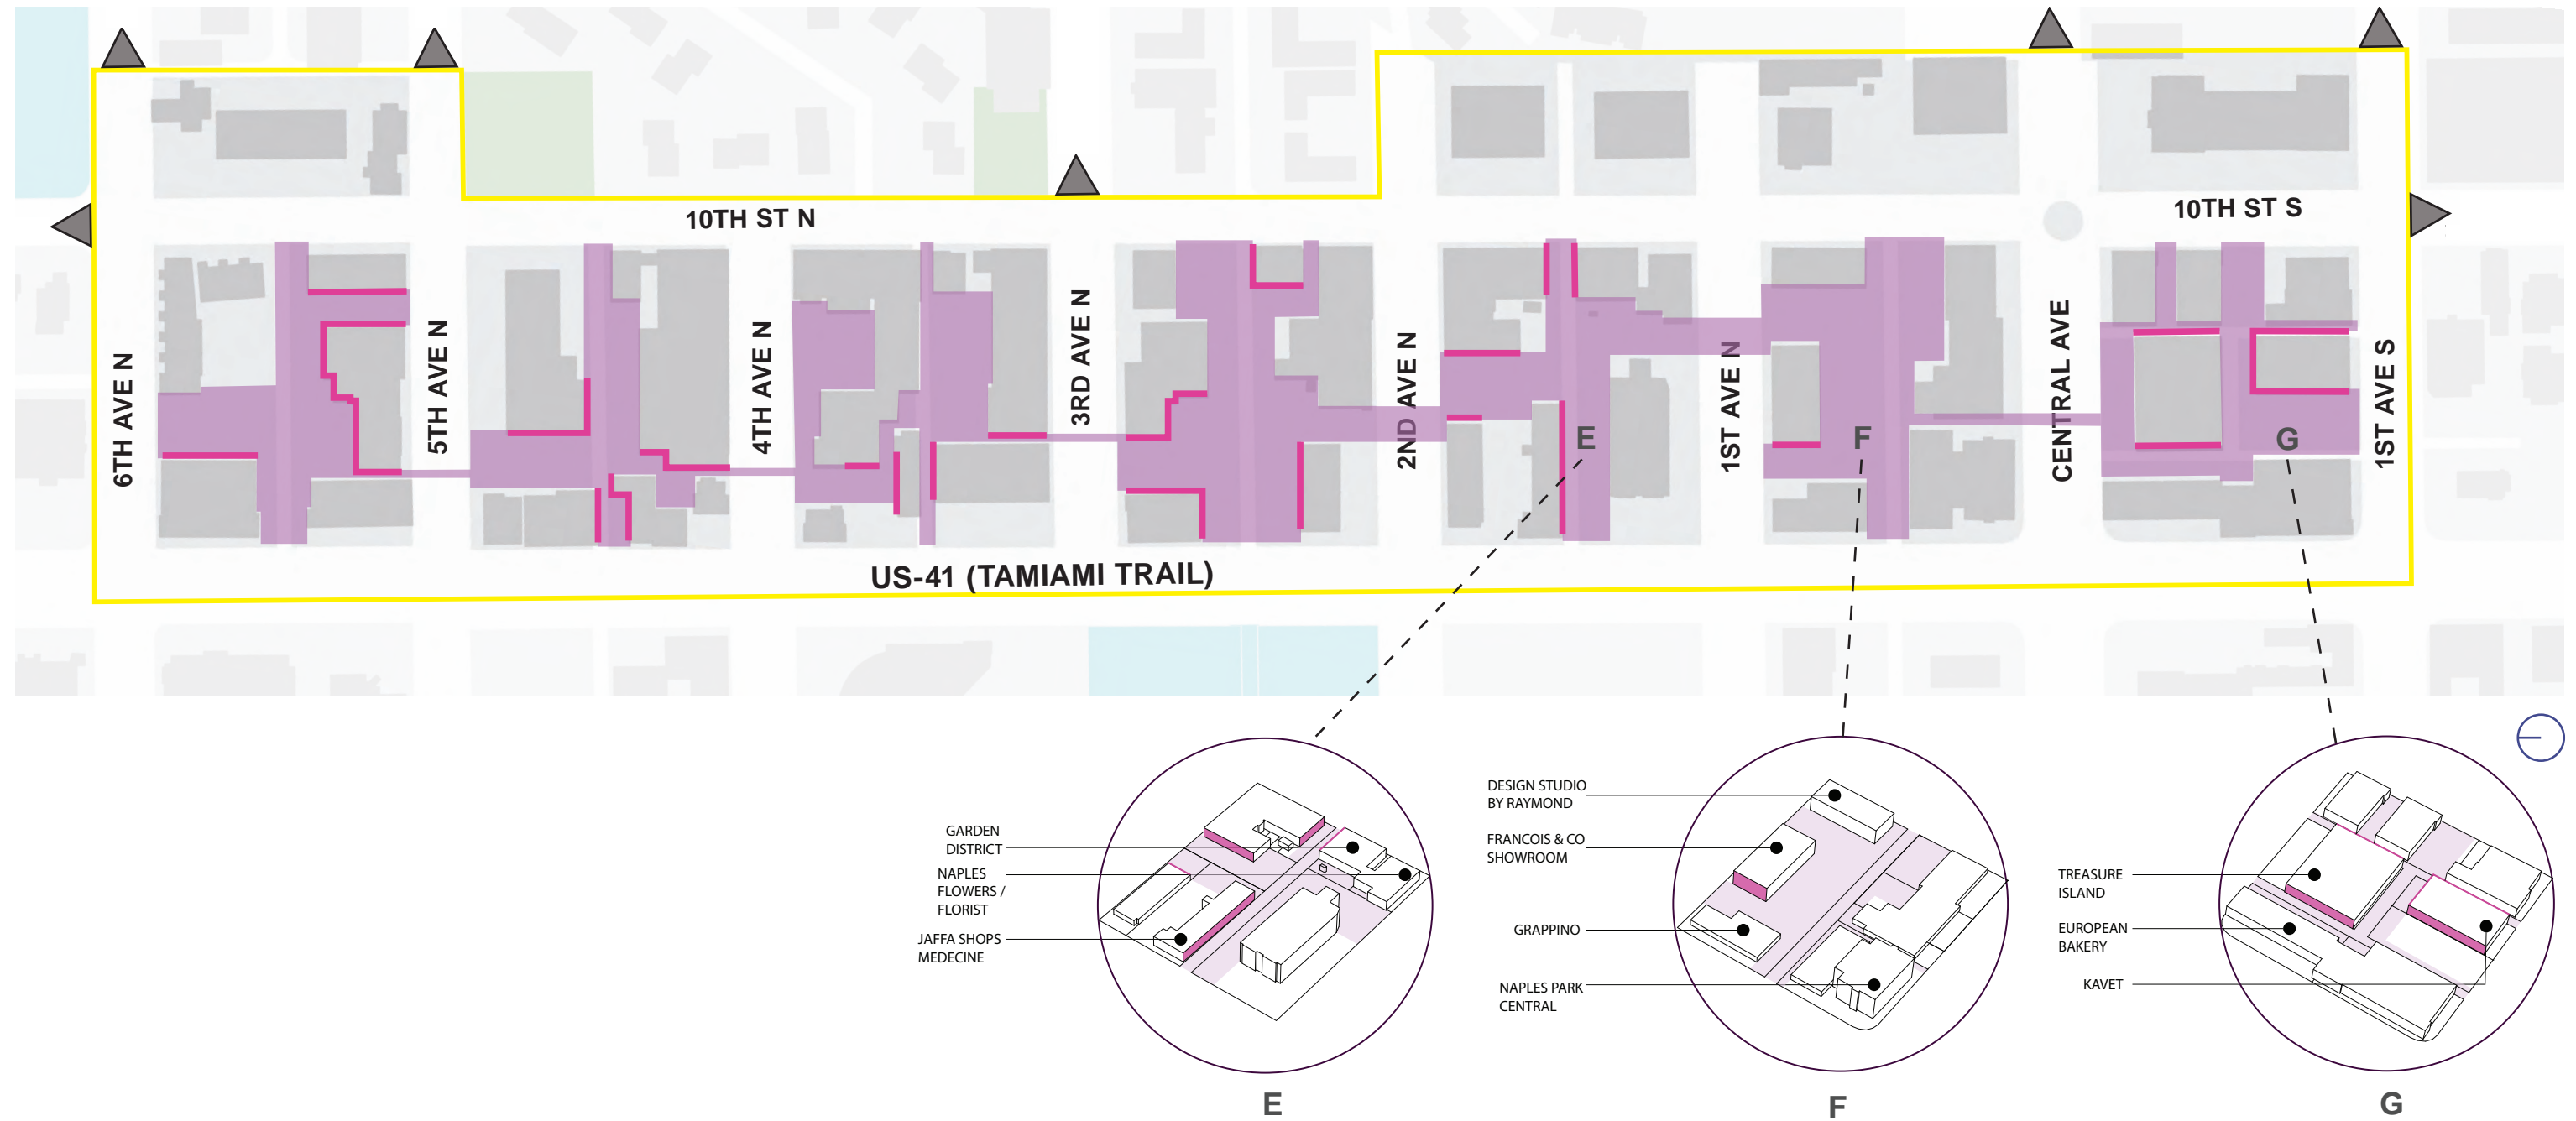 10TH ST N
10TH ST S
6TH AVE N
5TH AVE N
4TH AVE N
3RD AVE N
2ND AVE N
1ST AVE N
CENTRAL AVE
1ST AVE S
E
F
G
US-41 (TAMIAMI TRAIL)
GARDEN
DISTRICT
NAPLES
FLOWERS /
FLORIST
JAFFA SHOPS
MEDECINE
E
DESIGN STUDIO
BY RAYMOND
FRANCOIS & CO
SHOWROOM
GRAPPINO
NAPLES PARK
CENTRAL
F
TREASURE
ISLAND
EUROPEAN
BAKERY
KAVET
G